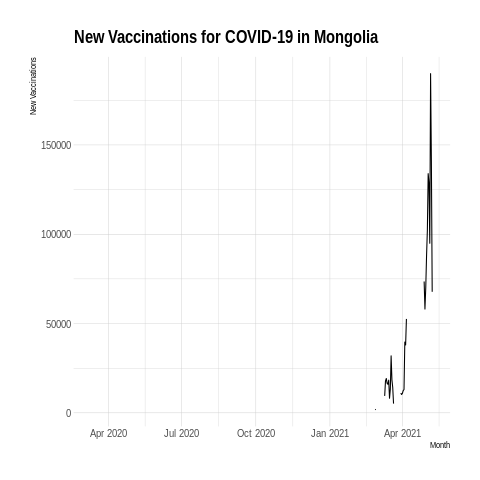 New Vaccinations for COVID-19 in Mongolia
New Vaccinations
150000
100000
50000
0
Apr 2020 Jul 2020 Oct 2020 Jan 2021 Apr 2021
Month